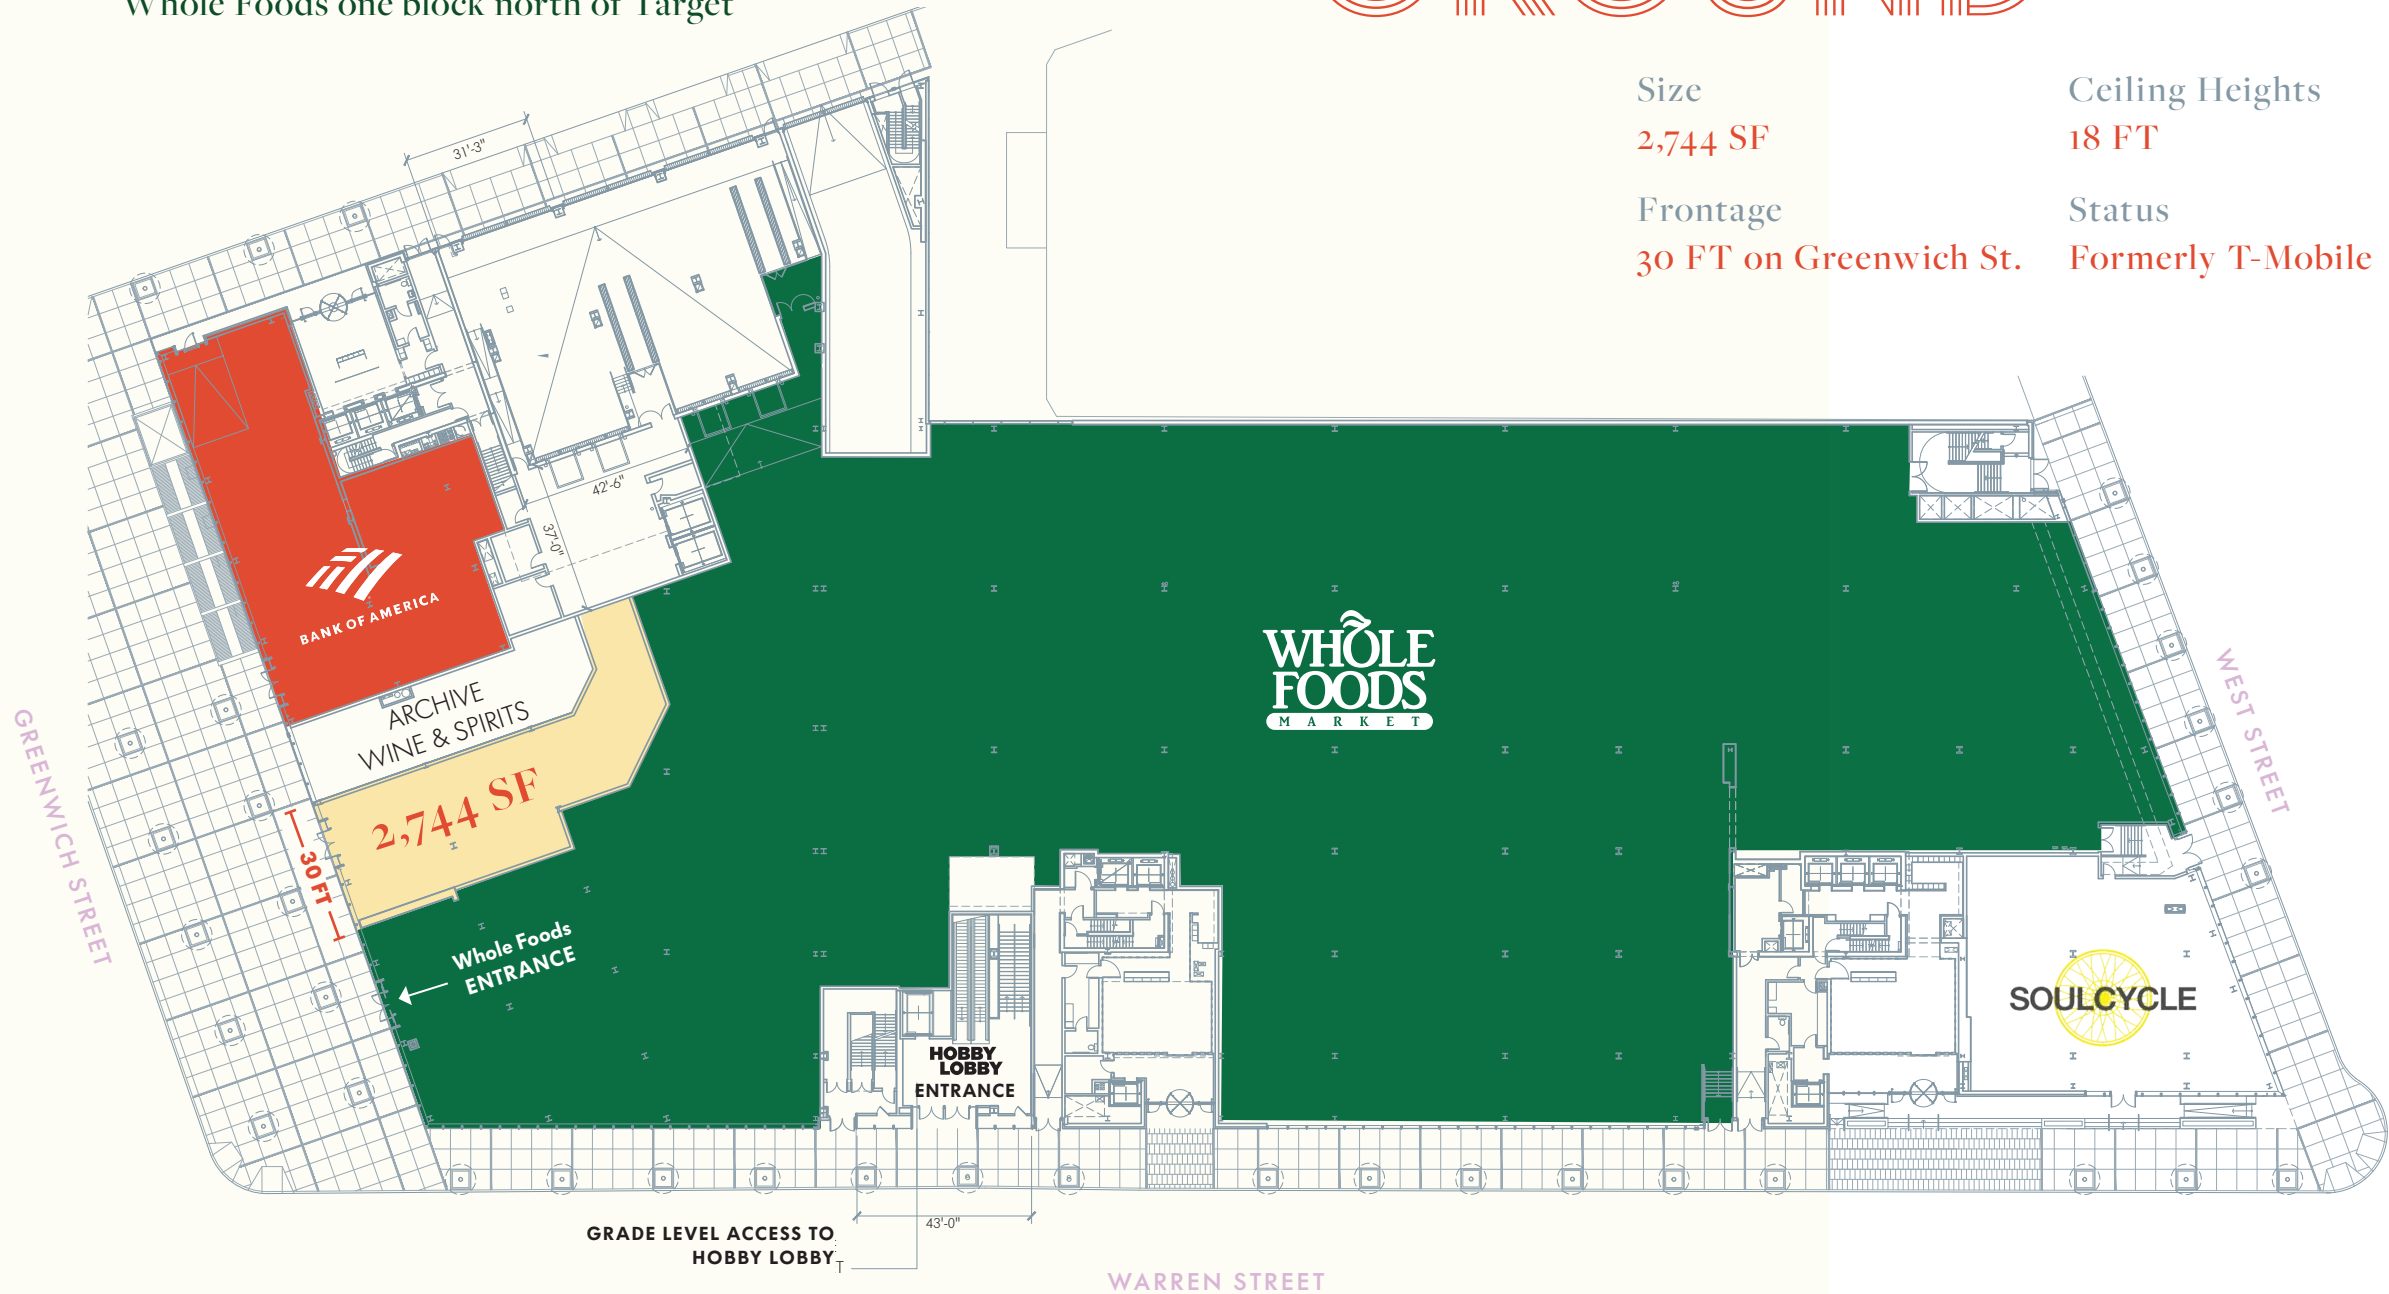 Whole Foods one block north of Target
GROUND
Size
2,744 SF
Ceiling Heights
18 FT
Frontage
30 FT on Greenwich St.
Status
Formerly T-Mobile
31'-3"
42'-6"
37'-0"
BANK OF AMERICA
ARCHIVE
WINE & SPIRITS
2,744 SF
30 FT
Whole Foods
ENTRANCE
WHOLE
FOODS
MARKET
HOBBY
LOBBY
ENTRANCE
SOULCYCLE
GREENWICH STREET
WEST STREET
43'-0"
GRADE LEVEL ACCESS TO
HOBBY LOBBY
T
WARREN STREET